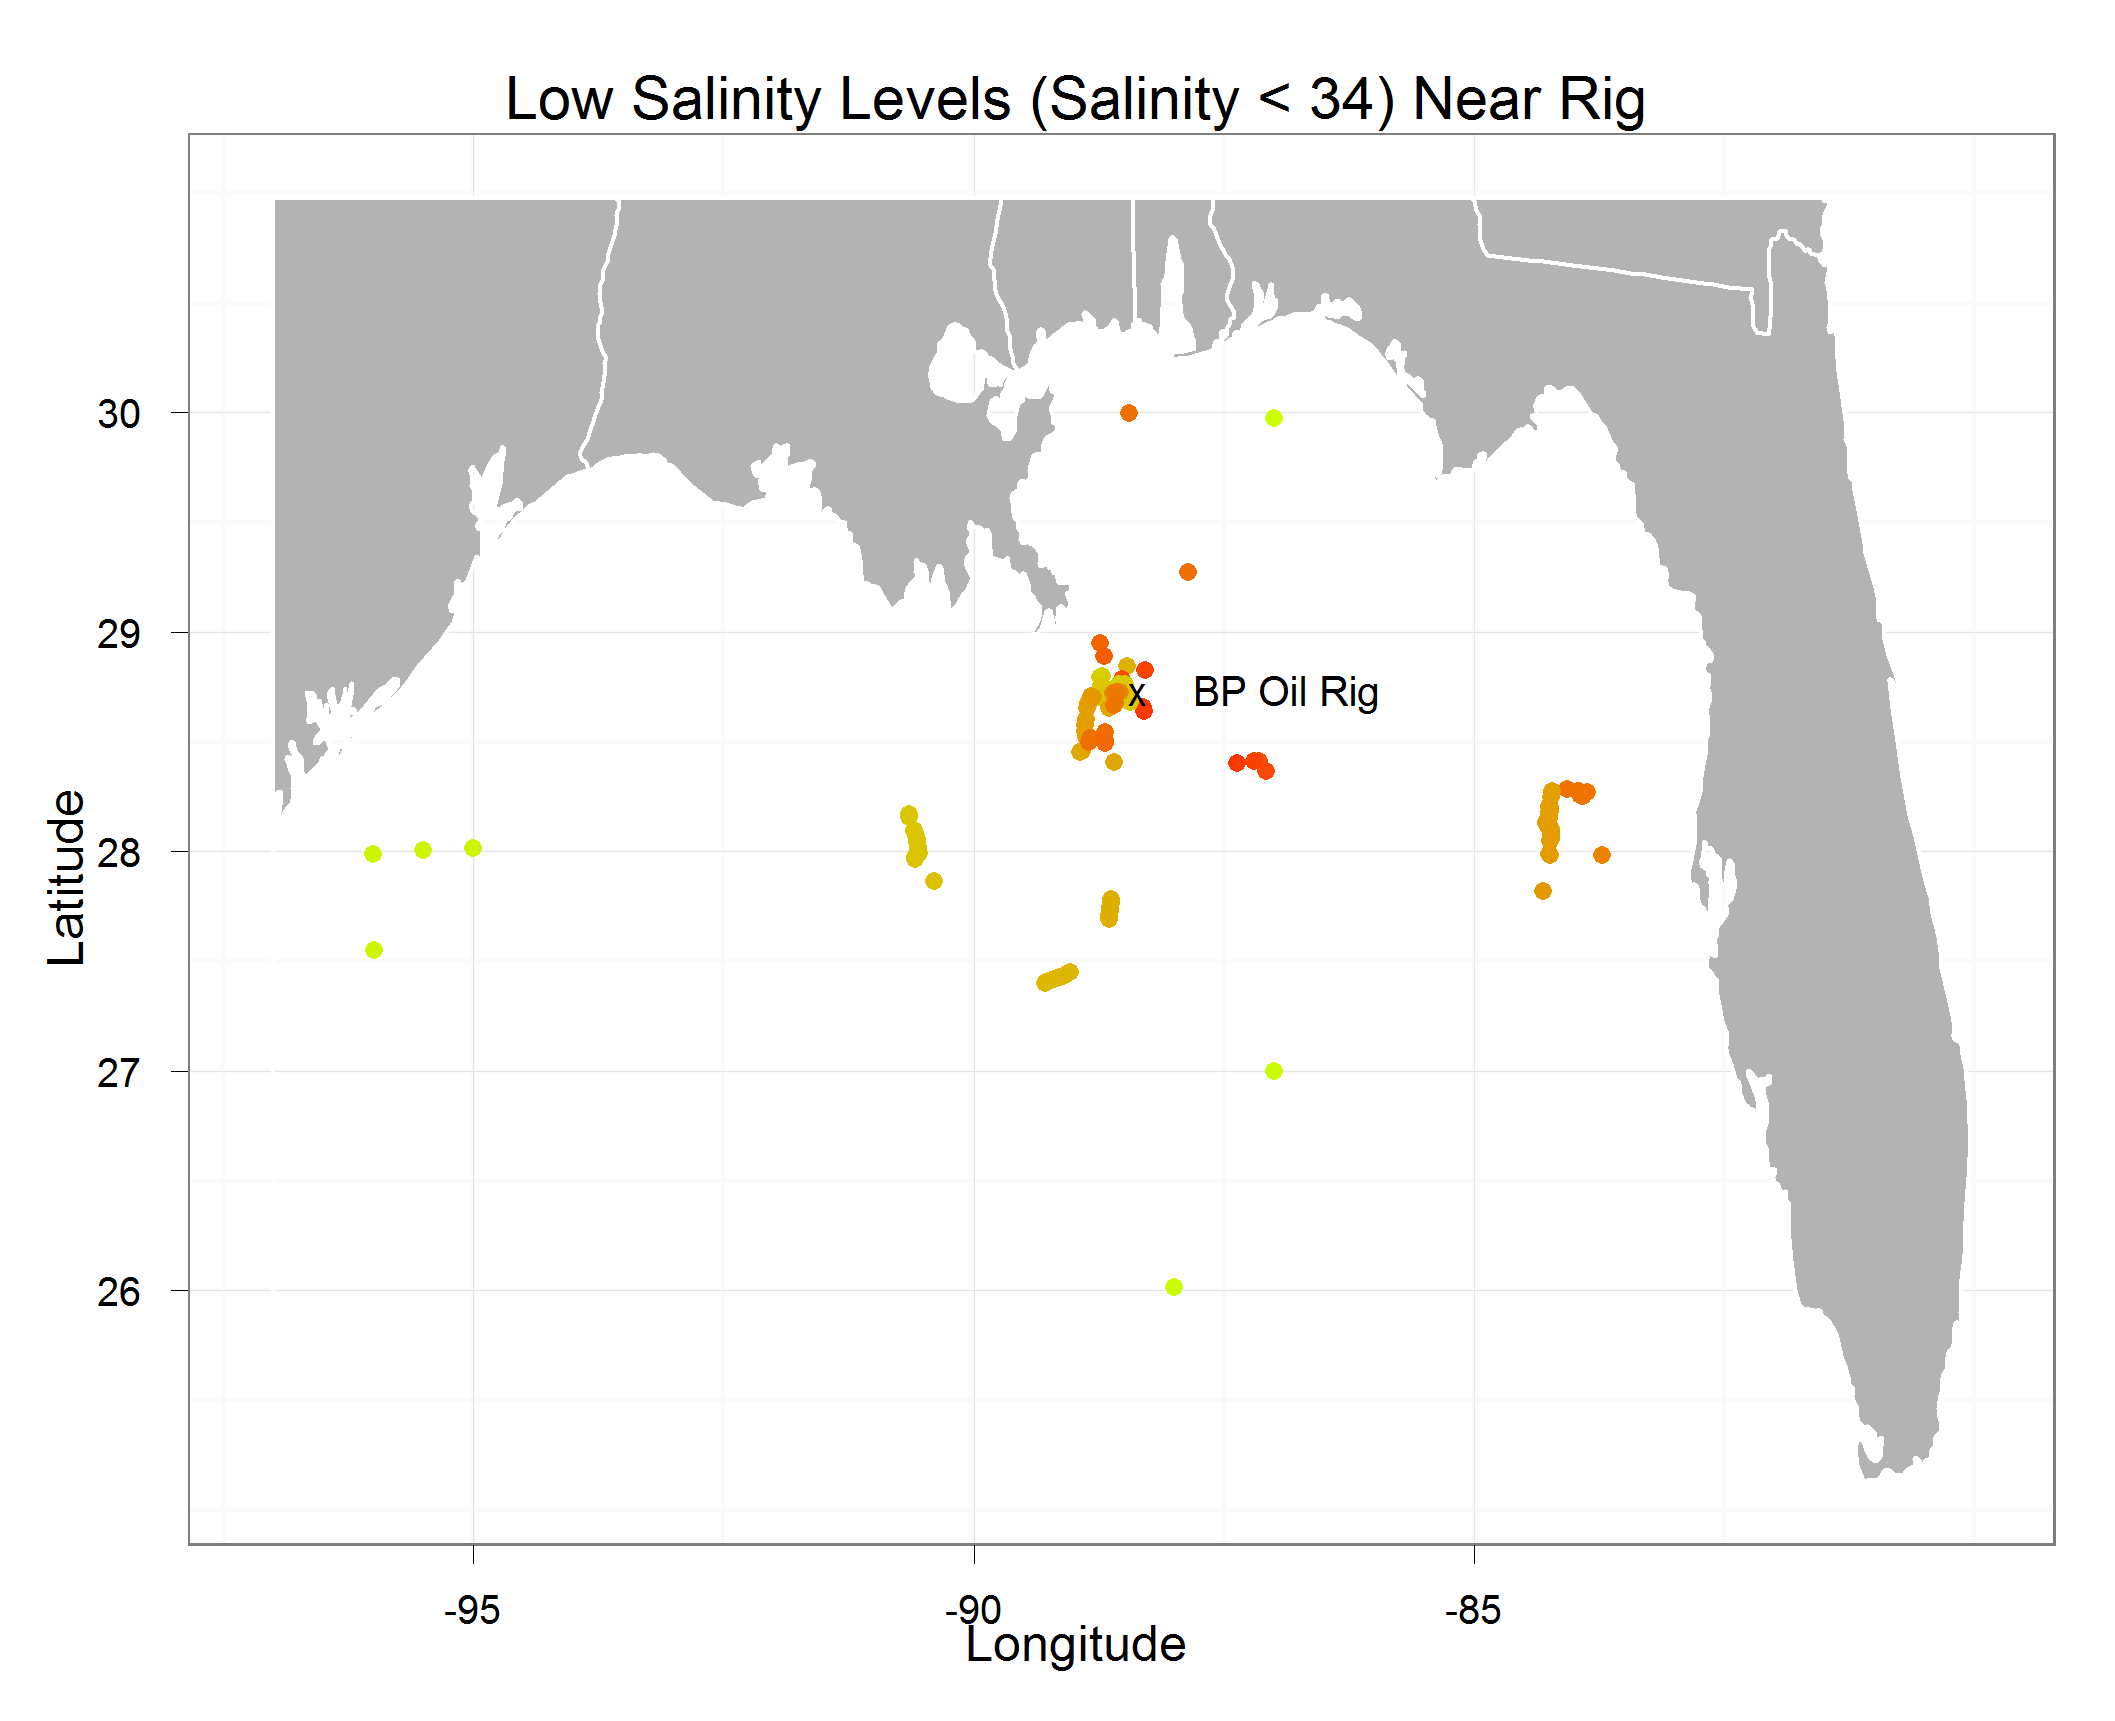 Low Salinity Levels (Salinity < 34) Near Rig
30
29
28
27
26
Latitude
x BP Oil Rig
-95 -90 -85
Longitude